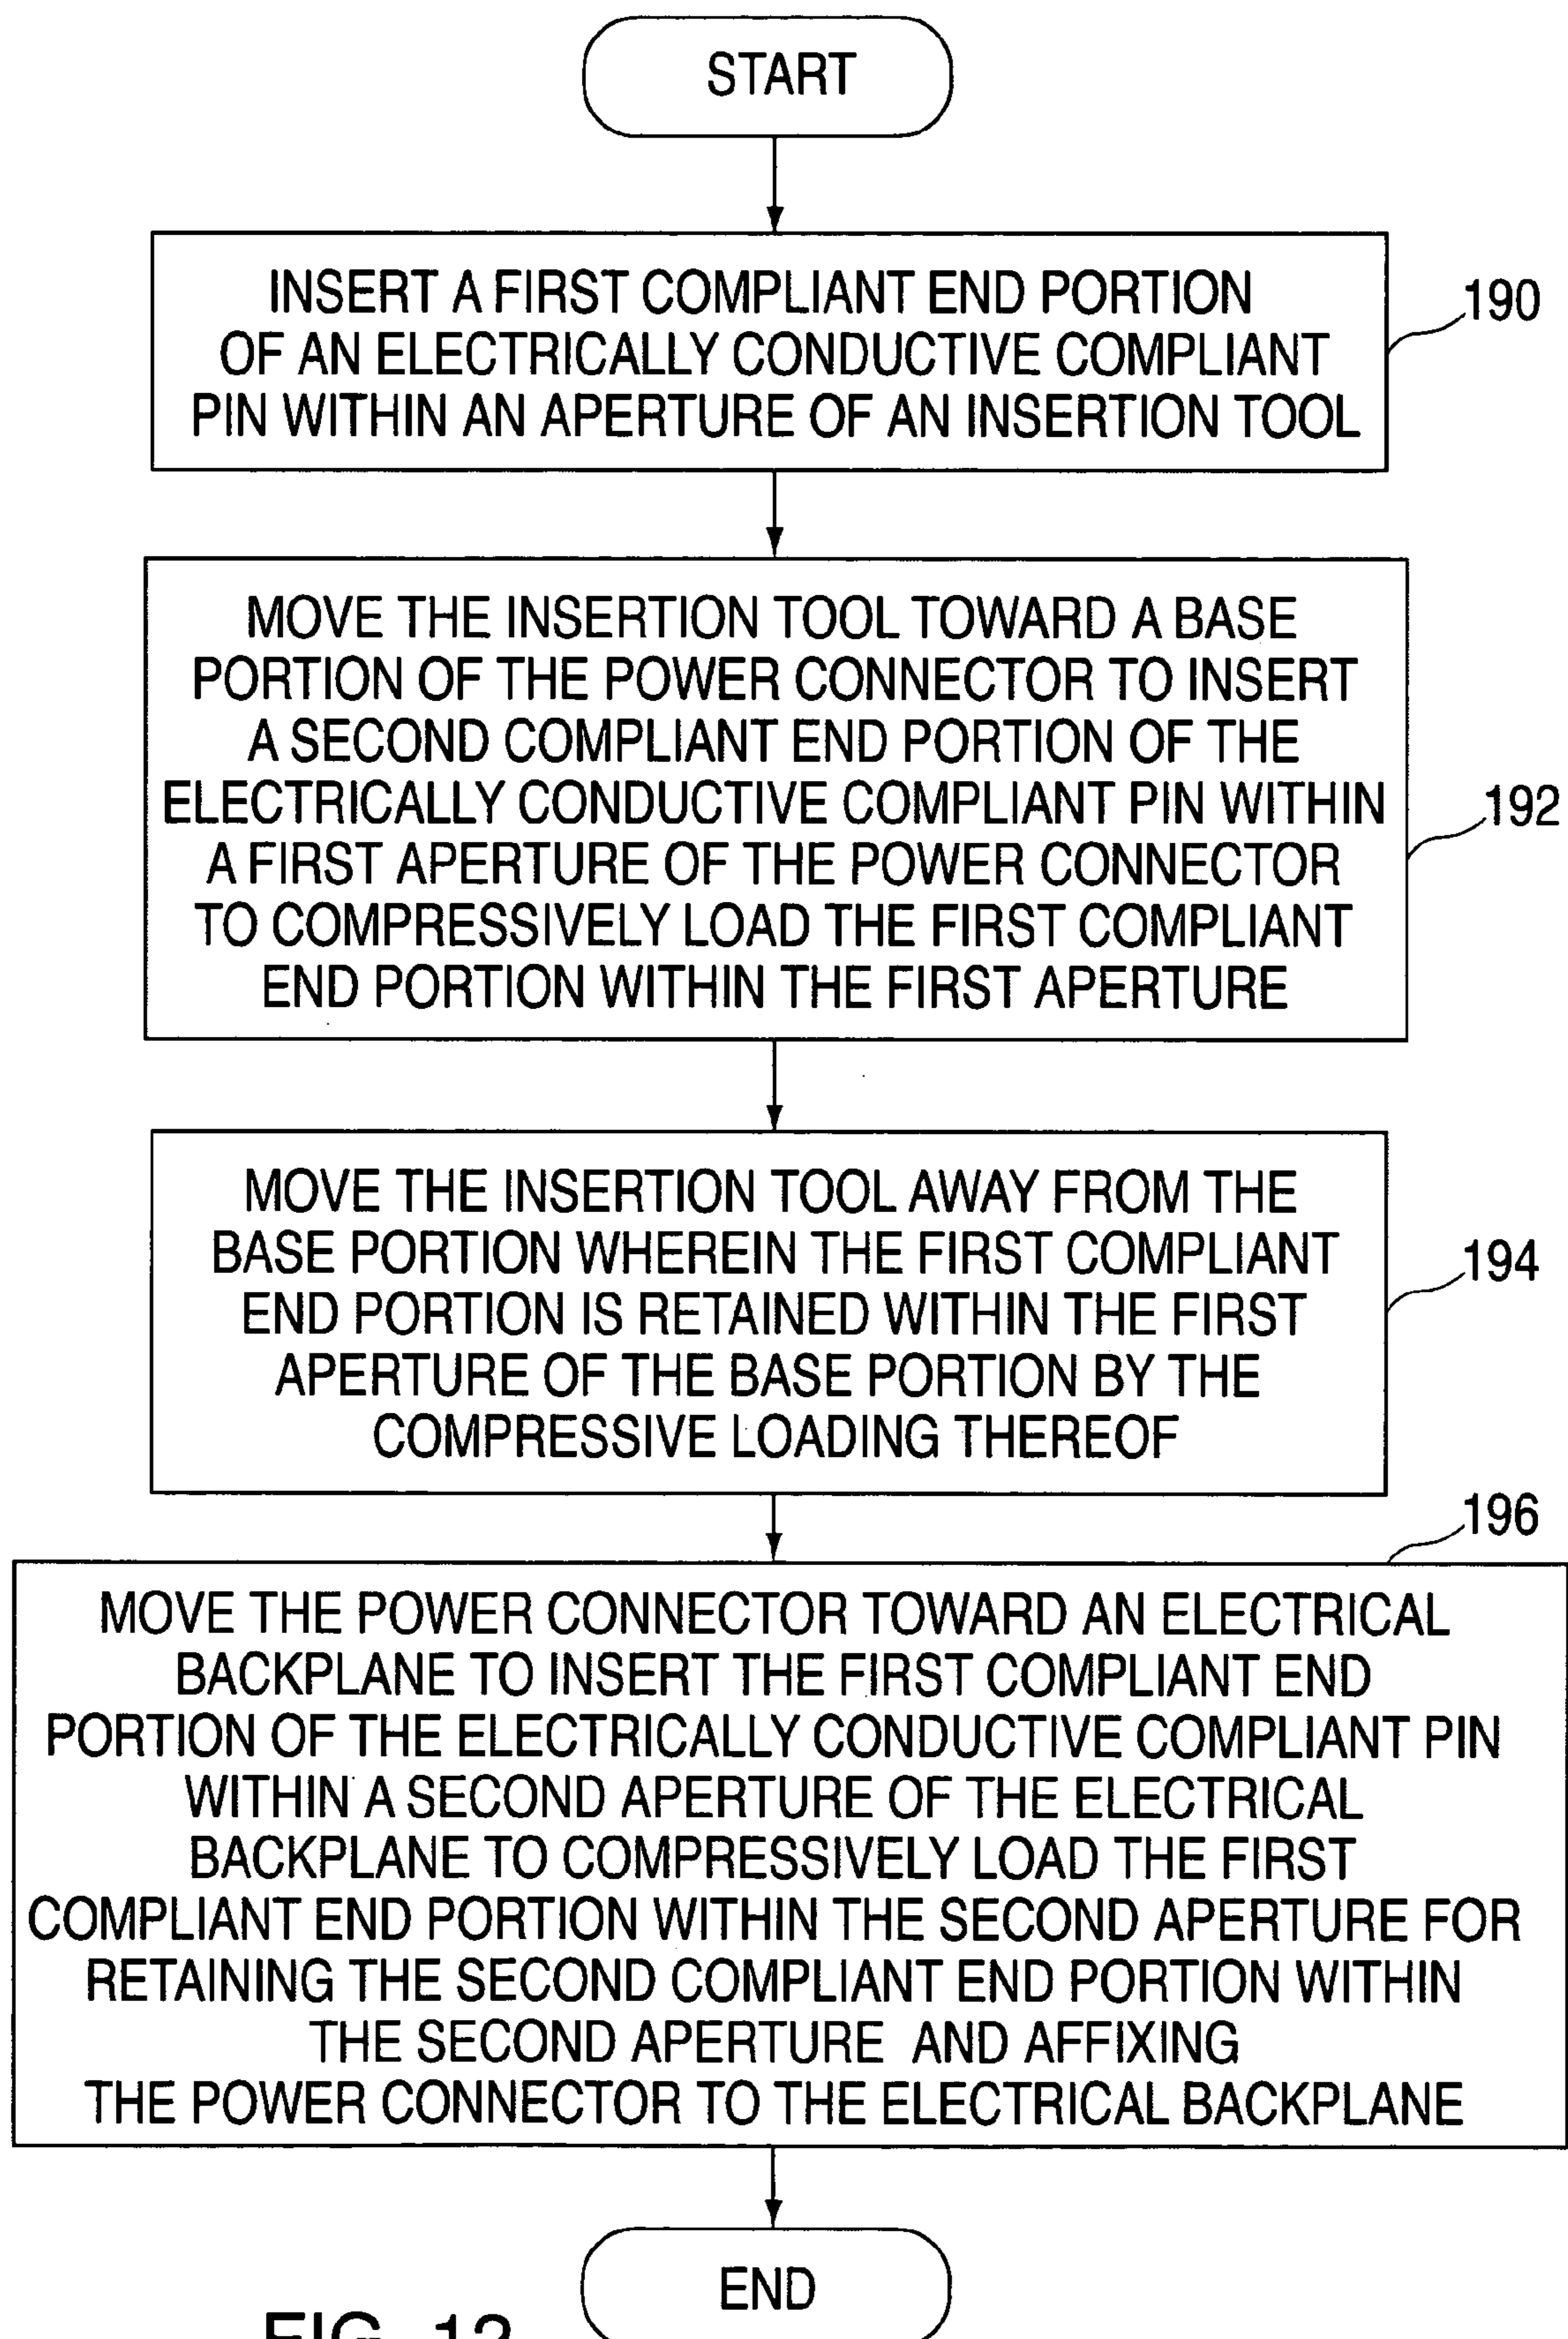 START
INSERT A FIRST COMPLIANT END PORTION
OF AN ELECTRICALLY CONDUCTIVE COMPLIANT
PIN WITHIN AN APERTURE OF AN INSERTION TOOL
190
MOVE THE INSERTION TOOL TOWARD A BASE
PORTION OF THE POWER CONNECTOR TO INSERT
A SECOND COMPLIANT END PORTION OF THE
ELECTRICALLY CONDUCTIVE COMPLIANT PIN WITHIN
A FIRST APERTURE OF THE POWER CONNECTOR
TO COMPRESSIVELY LOAD THE FIRST COMPLIANT
END PORTION WITHIN THE FIRST APERTURE
192
MOVE THE INSERTION TOOL AWAY FROM THE
BASE PORTION WHEREIN THE FIRST COMPLIANT
END PORTION IS RETAINED WITHIN THE FIRST
APERTURE OF THE BASE PORTION BY THE
COMPRESSIVE LOADING THEREOF
194
196
MOVE THE POWER CONNECTOR TOWARD AN ELECTRICAL
BACKPLANE TO INSERT THE FIRST COMPLIANT END
PORTION OF THE ELECTRICALLY CONDUCTIVE COMPLIANT PIN
WITHIN A SECOND APERTURE OF THE ELECTRICAL
BACKPLANE TO COMPRESSIVELY LOAD THE FIRST
COMPLIANT END PORTION WITHIN THE SECOND APERTURE FOR
RETAINING THE SECOND COMPLIANT END PORTION WITHIN
THE SECOND APERTURE AND AFFIXING
THE POWER CONNECTOR TO THE ELECTRICAL BACKPLANE
END
FIG.